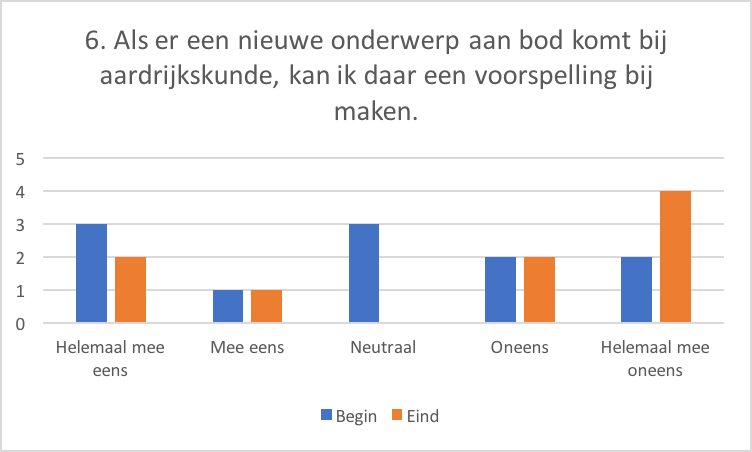 6. Als er een nieuwe onderwerp aan bod komt bij
aardrijkskunde, kan ik daar een voorspelling bij
maken.
5
4
3
2
1
0
Helemaal mee
eens
Mee eens
Neutraal
Oneens
Helemaal mee
oneens
Begin
Eind